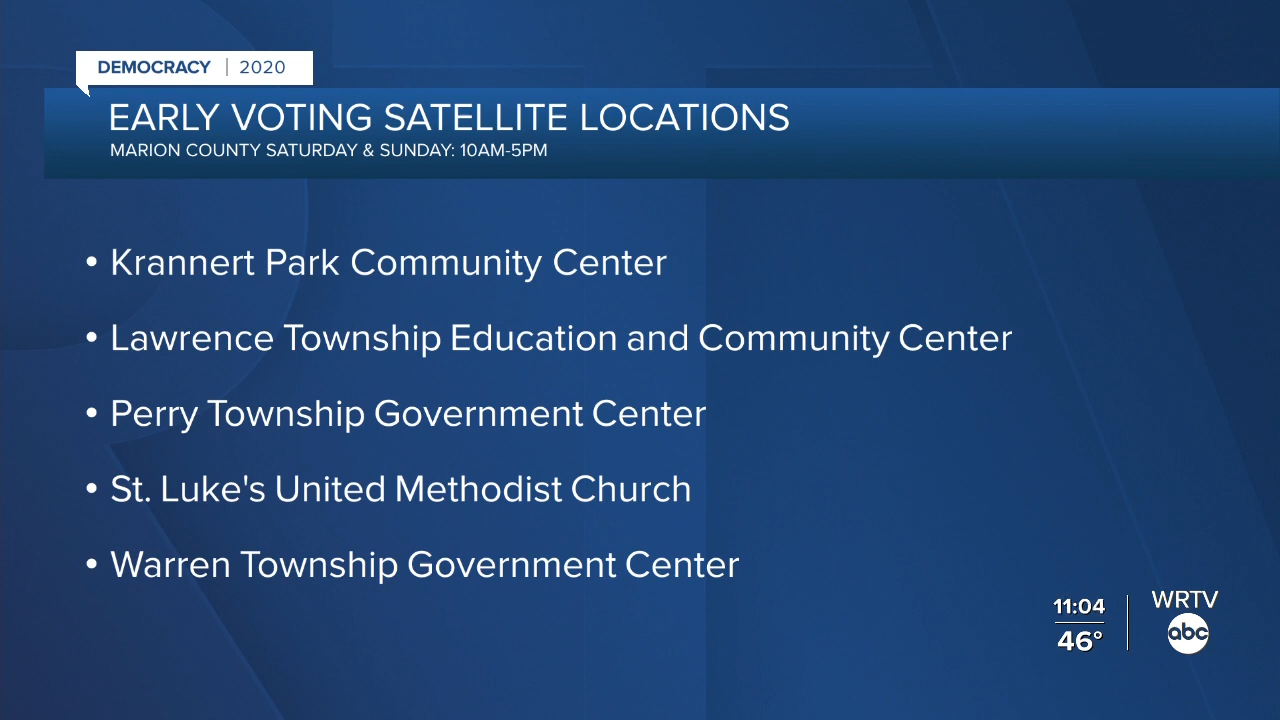 DEMOCRACY | 2020
EARLY VOTING SATELLITE LOCATIONS
MARION COUNTY SATURDAY & SUNDAY: 10AM-5PM
• Krannert Park Community Center
• Lawrence Township Education and Community Center
• Perry Township Government Center
• St. Luke's United Methodist Church
• Warren Township Government Center
11:04
46°
WRTV
abc